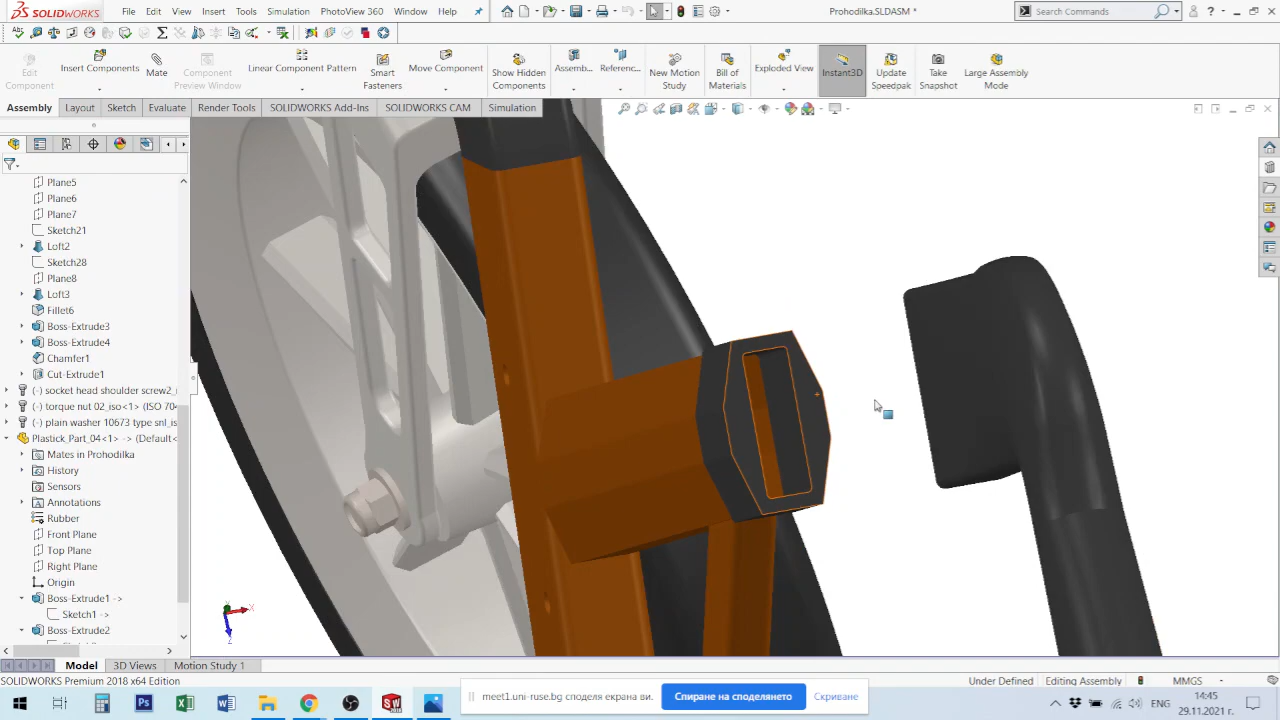 SOLIDWORKS File Edit View Insert Tools Simulation PhotoView 360 Window Help Prohodilka.SLDASM * Search Commands
Edit Component
Insert Components
Mate
Component Preview Window
Linear Component Pattern
Smart Fasteners
Move Component
Show Hidden Components
Assemb...
Referenc...
New Motion Study
Bill of Materials
Exploded View
Instant3D
Update Speedpak
Take Snapshot
Large Assembly Mode
Assembly Layout Sketch Evaluate Render Tools SOLIDWORKS Add-Ins SOLIDWORKS CAM Simulation
Plane5
Plane6
Plane7
Sketch21
Loft2
Sketch28
Plane8
Loft3
Fillet6
Boss-Extrude3
Boss-Extrude4
Chamfer1
Cut-Extrude1
(-) socket head shoulder screw2_
(-) torque nut 02_iso<1> (ISO 704
(-) plain washer 10673 type snl_is
Plastick_Part_04<1> -> (Default<
Mates in Prohodilka
History
Sensors
Annotations
Rubber
Front Plane
Top Plane
Right Plane
Origin
Boss-Extrude1 ->
Sketch1 ->
Boss-Extrude2
Model 3D Views Motion Study 1
SOLIDWORKS Premium 2018 x64 Edition Under Defined Editing Assembly MMGS
meet1.uni-ruse.bg споделя екрана ви. Спиране на споделянето Скриване
ENG 14:45
29.11.2021 г.